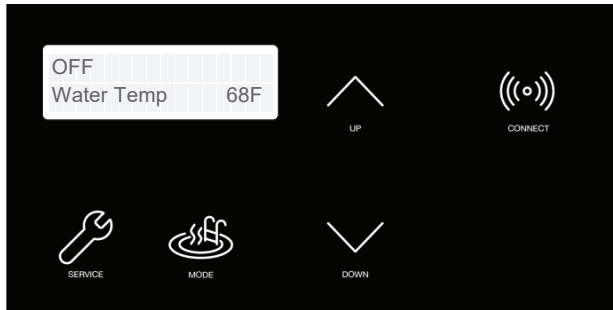 OFF
Water Temp 68F
UP
CONNECT
SERVICE
MODE
DOWN